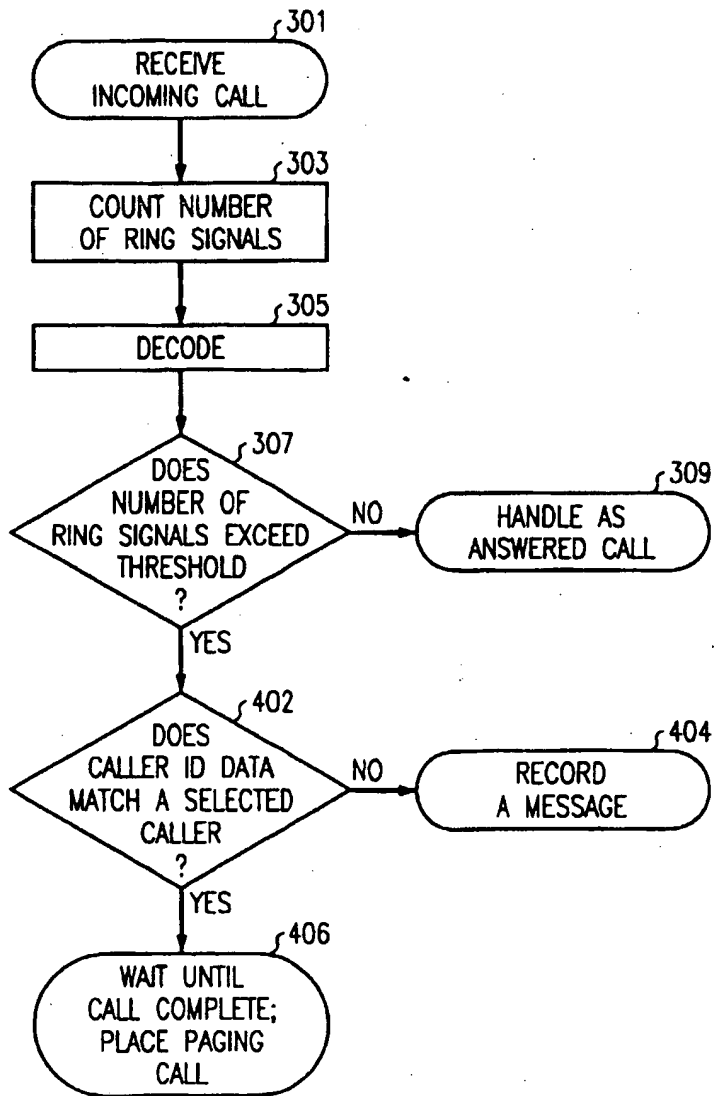 301
RECEIVE
INCOMING CALL
303
COUNT NUMBER
OF RING SIGNALS
305
DECODE
307
DOES
NUMBER OF
RING SIGNALS EXCEED
THRESHOLD
?
NO
309
HANDLE AS
ANSWERED CALL
YES
402
DOES
CALLER ID DATA
MATCH A SELECTED
CALLER
?
NO
404
RECORD
A MESSAGE
YES
406
WAIT UNTIL
CALL COMPLETE;
PLACE PAGING
CALL